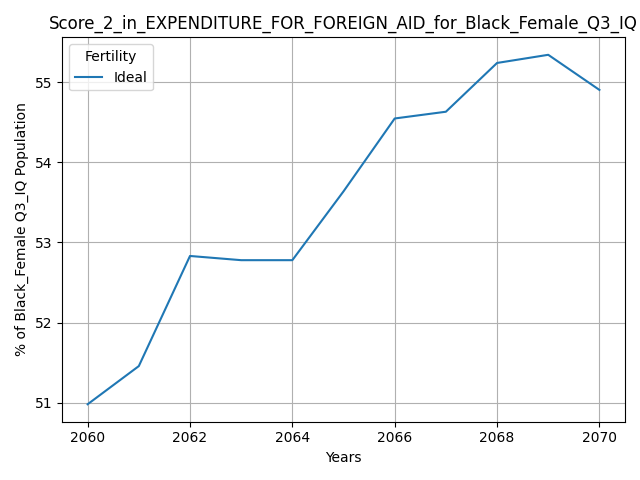 Score_2_in_EXPENDITURE_FOR_FOREIGN_AID_for_Black_Female_Q3_IQ
Fertility
Ideal
% of Black_Female Q3_IQ Population
55
54
53
52
51
2060 2062 2064 2066 2068 2070
Years